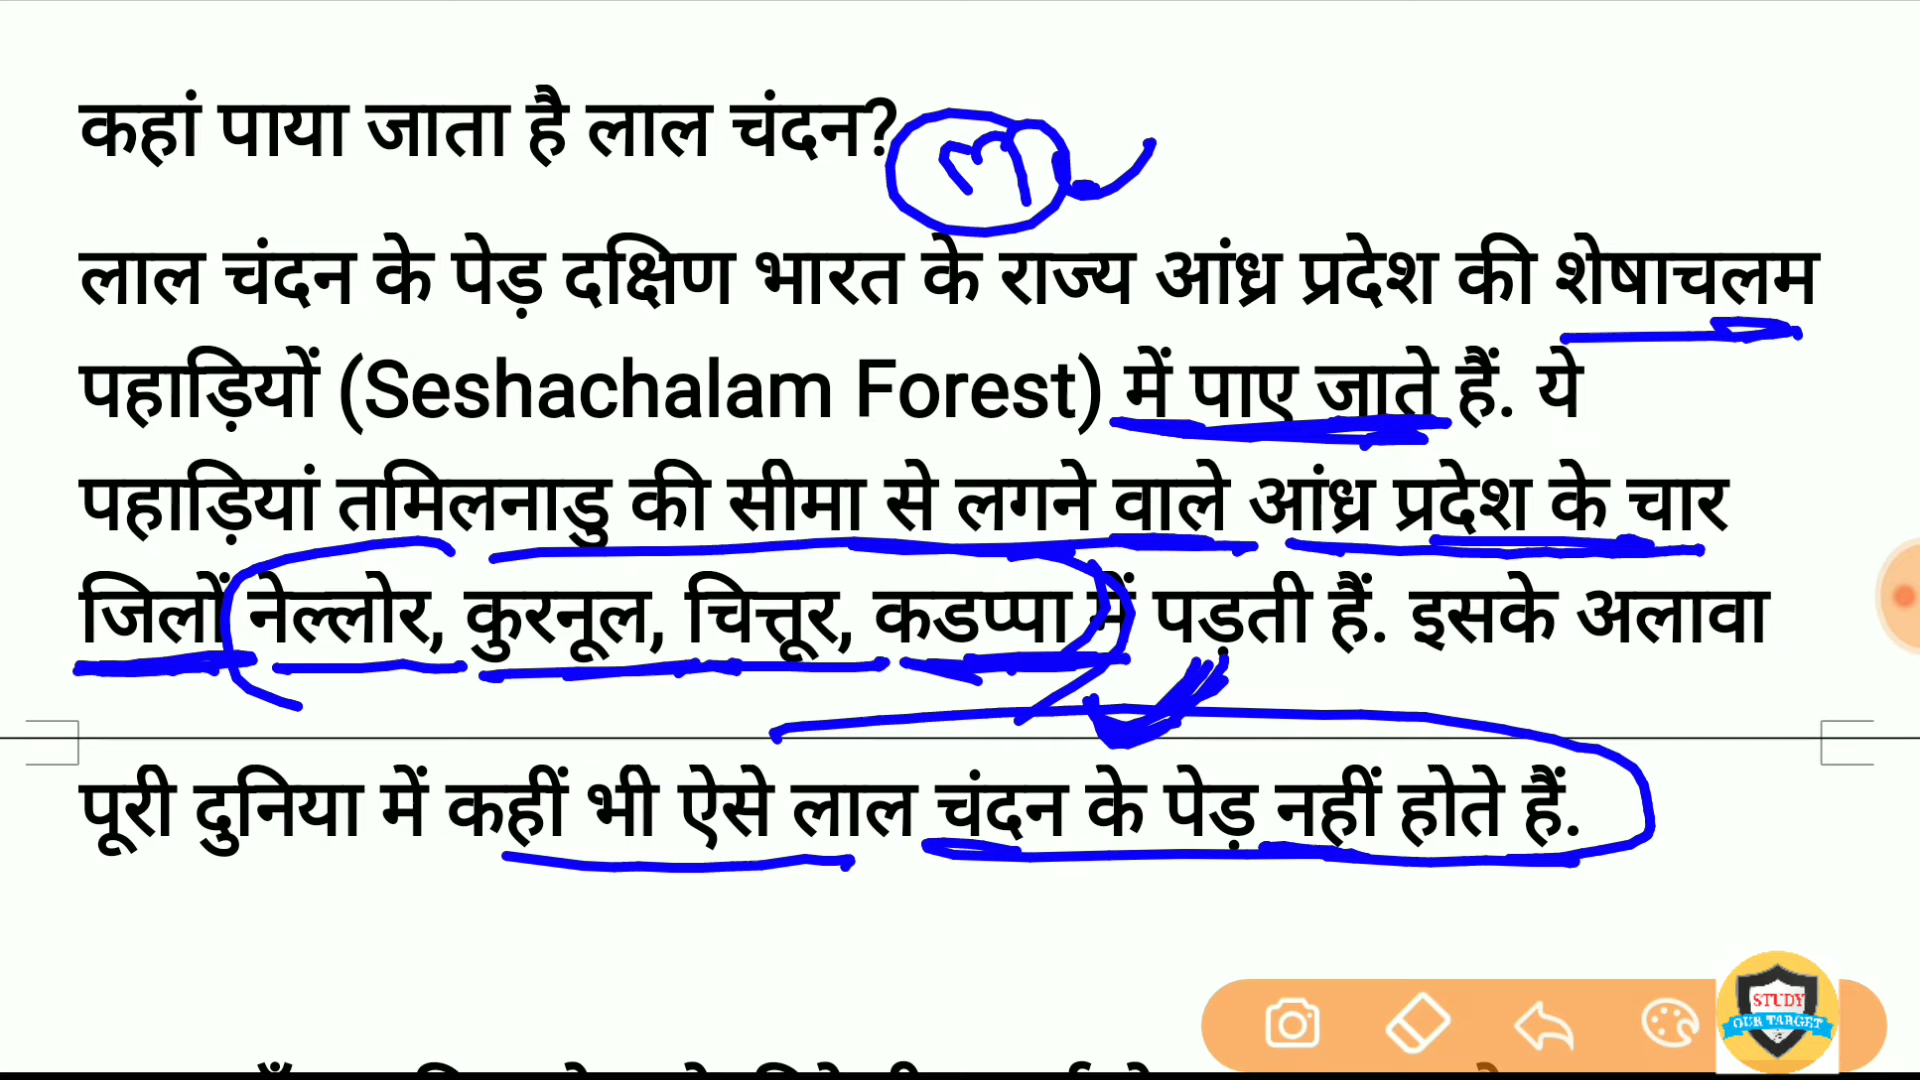 कहां पाया जाता है लाल चंदन?
लाल चंदन के पेड़ दक्षिण भारत के राज्य आंध्र प्रदेश की शेषाचलम
पहाड़ियों (Seshachalam Forest) में पाए जाते हैं. ये
पहाड़ियां तमिलनाडु की सीमा से लगने वाले आंध्र प्रदेश के चार
जिलों नेल्लोर, कुरनूल, चित्तूर, कडप्पा में पड़ती हैं. इसके अलावा
पूरी दुनिया में कहीं भी ऐसे लाल चंदन के पेड़ नहीं होते हैं.
STUDY
OUR TARGET